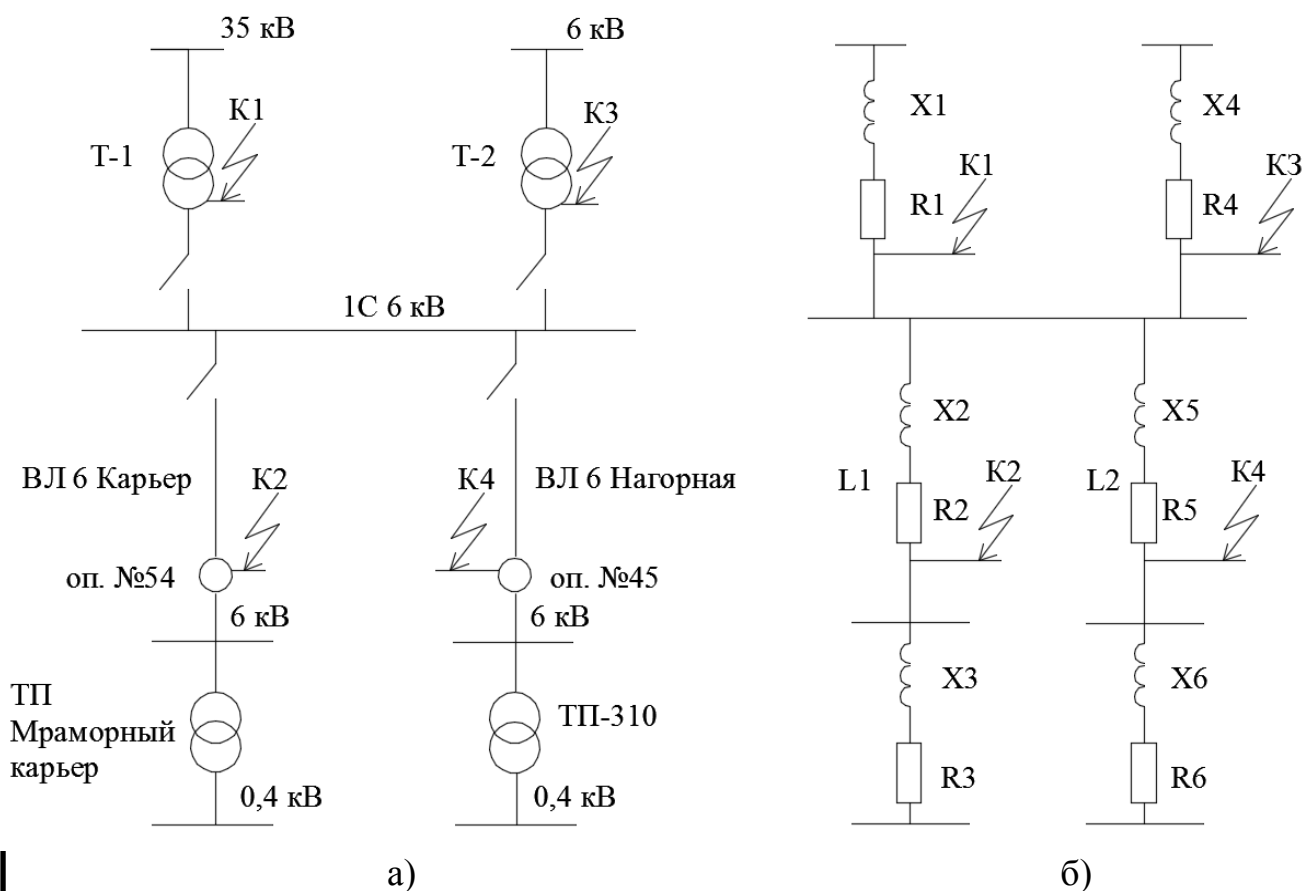 35 кВ
6 кВ
К1
К3
Т-1
Т-2
1С 6 кВ
ВЛ 6 Карьер
К2
К4
ВЛ 6 Нагорная
оп. №54
оп. №45
6 кВ
6 кВ
ТП
Мраморный
карьер
ТП-310
0,4 кВ
0,4 кВ
а)
X1
X4
К1
К3
R1
R4
X2
X5
L1
К2
L2
К4
R2
R5
X3
X6
R3
R6
б)